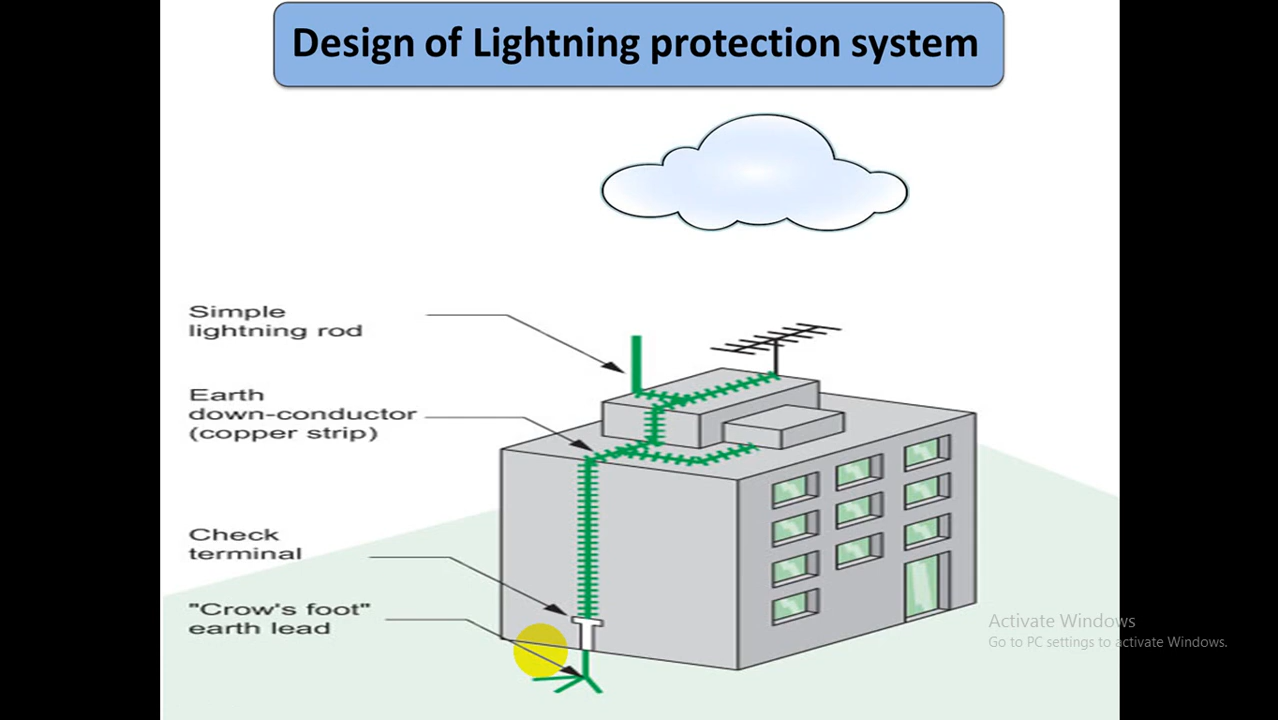 Design of Lightning protection system
Simple
lightning rod
Earth
down-conductor
(copper strip)
Check
terminal
"Crow's foot"
earth lead
Activate Windows
Go to PC settings to activate Windows.